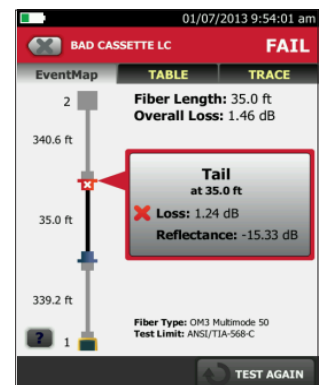 01/07/2013 9:54:01 am
BAD CASSETTE LC FAIL
EventMap TABLE TRACE
2
Fiber Length: 35.0 ft
Overall Loss: 1.46 dB
340.6 ft
Tail
at 35.0 ft
Loss: 1.24 dB
35.0 ft
Reflectance: -15.33 dB
339.2 ft
Fiber Type: OM3 Multimode 50
Test Limit: ANSI/TIA-568-C
? 1
TEST AGAIN